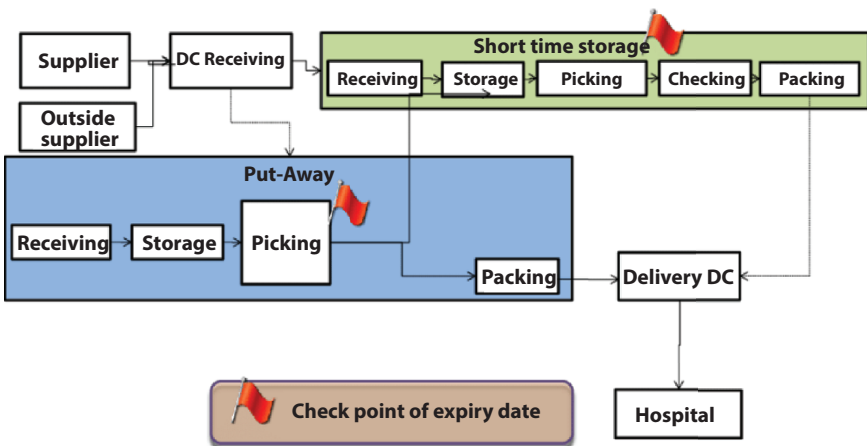 Supplier
DC Receiving
Short time storage
Receiving
Storage
Picking
Checking
Packing
Outside
supplier
Put-Away
Receiving
Storage
Picking
Packing
Delivery DC
Check point of expiry date
Hospital